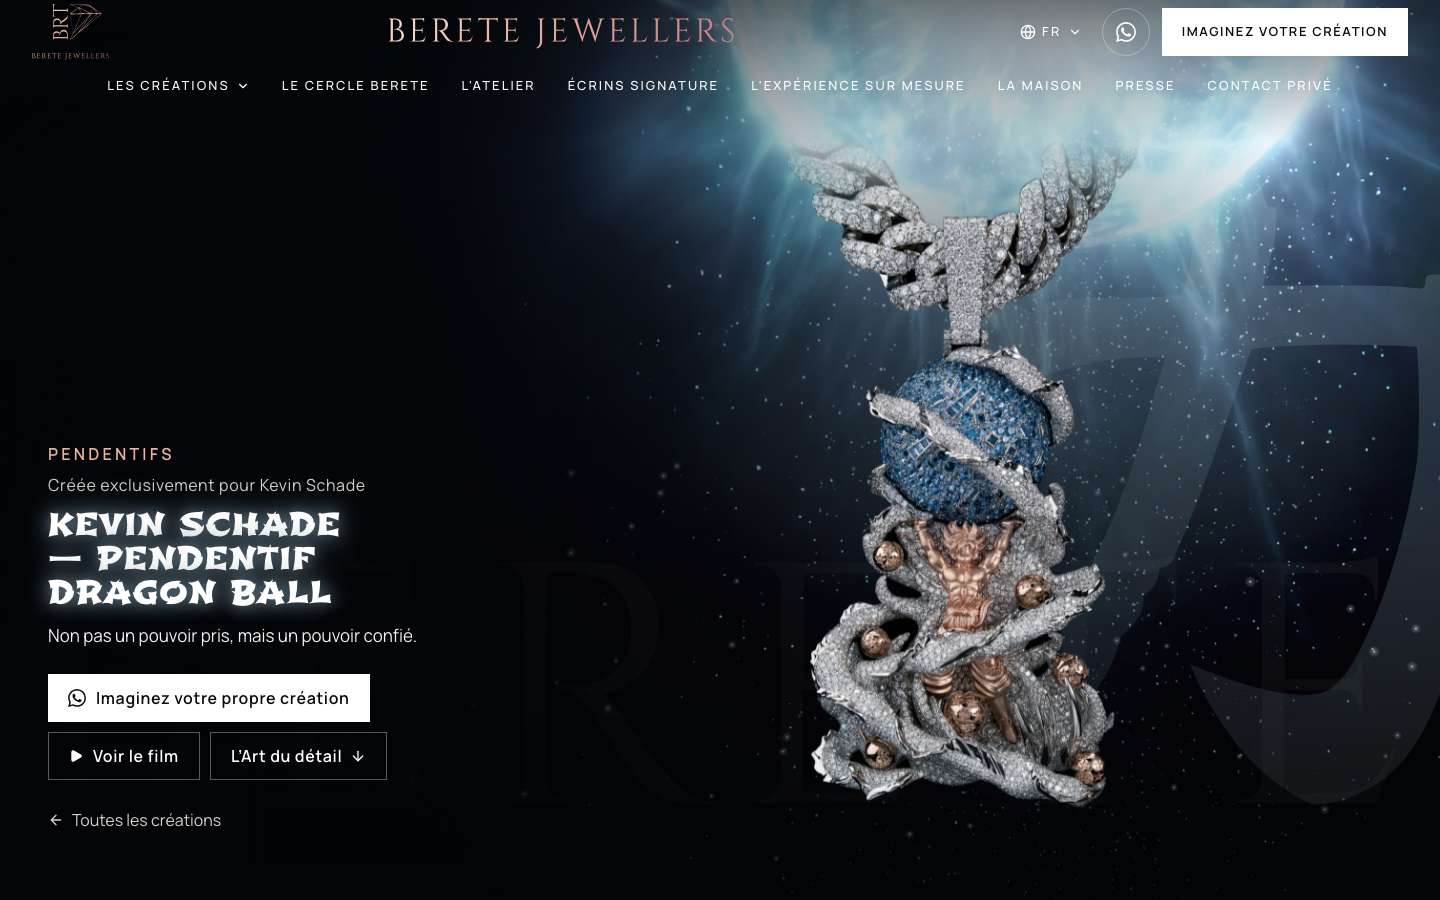 BRT
BERETE JEWELLERS
BERETE JEWELLERS
FR
IMAGINEZ VOTRE CRÉATION
LES CRÉATIONS
LE CERCLE BERETE
L'ATELIER
ÉCRINS SIGNATURE
L'EXPÉRIENCE SUR MESURE
LA MAISON
PRESSE
CONTACT PRIVÉ
PENDENTIFS
Créée exclusivement pour Kevin Schade
KEVIN SCHADE
— PENDENTIF
DRAGON BALL
Non pas un pouvoir pris, mais un pouvoir confié.
Imaginez votre propre création
Voir le film
L'Art du détail ↓
← Toutes les créations